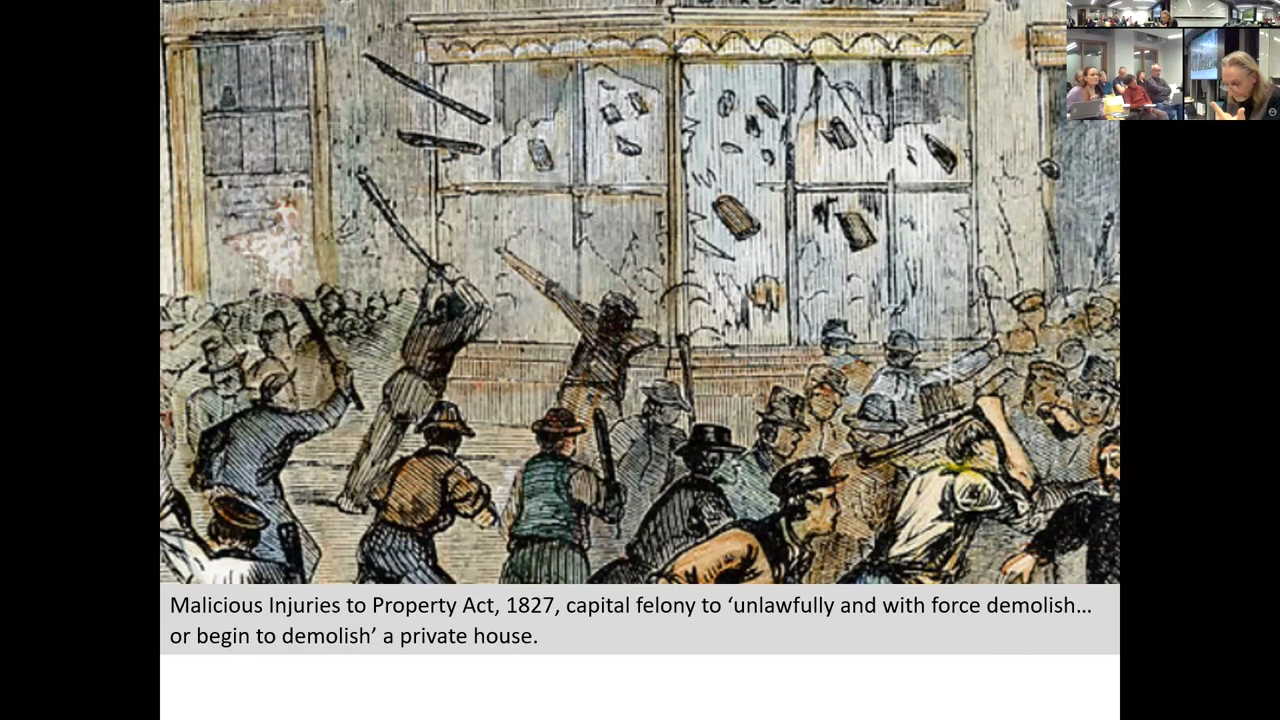 Malicious Injuries to Property Act, 1827, capital felony to ‘unlawfully and with force demolish…
or begin to demolish’ a private house.